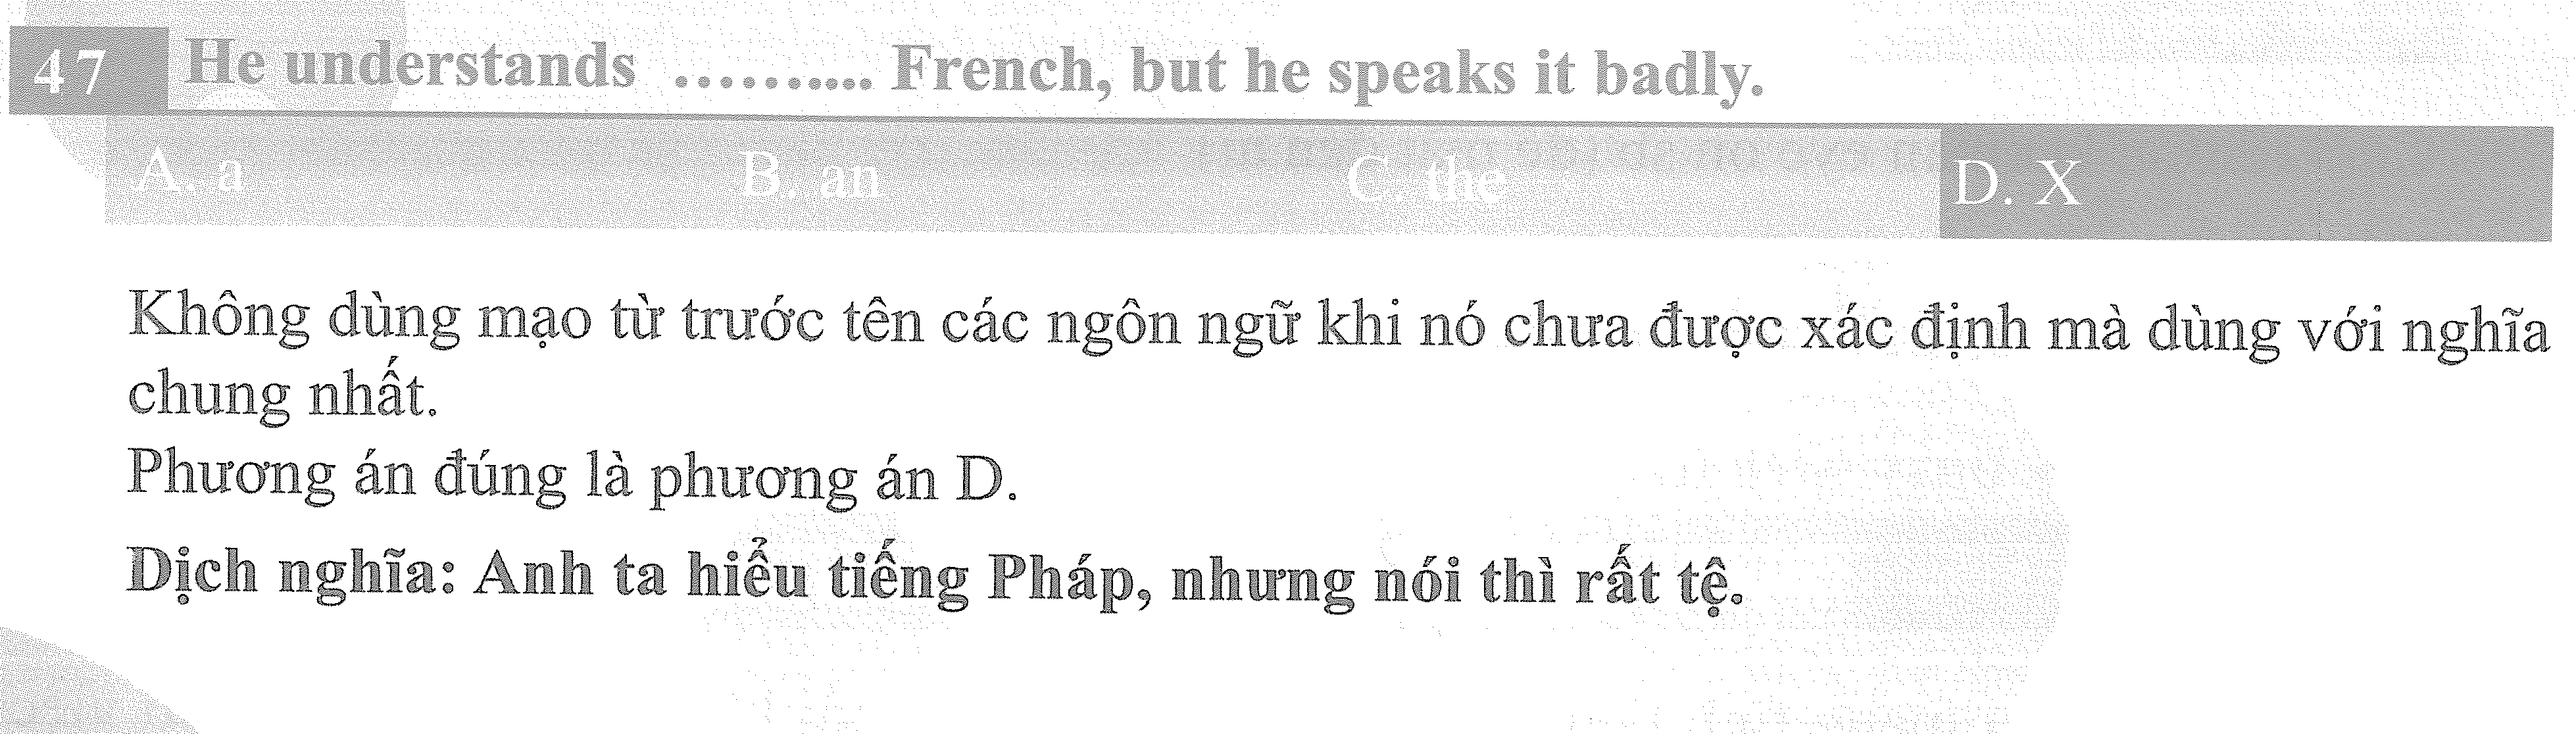 47 He understands .......... French, but he speaks it badly.
A. a B. an C. the D. X
Không dùng mạo từ trước tên các ngôn ngữ khi nó chưa được xác định mà dùng với nghĩa
chung nhất.
Phương án đúng là phương án D.
Dịch nghĩa: Anh ta hiểu tiếng Pháp, nhưng nói thì rất tệ.